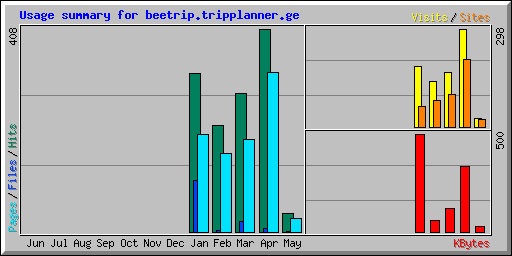 Usage summary for beetrip.tripplanner.ge
Visits / Sites
408
298
500
Pages / Files / Hits
Jun Jul Aug Sep Oct Nov Dec Jan Feb Mar Apr May
KBytes